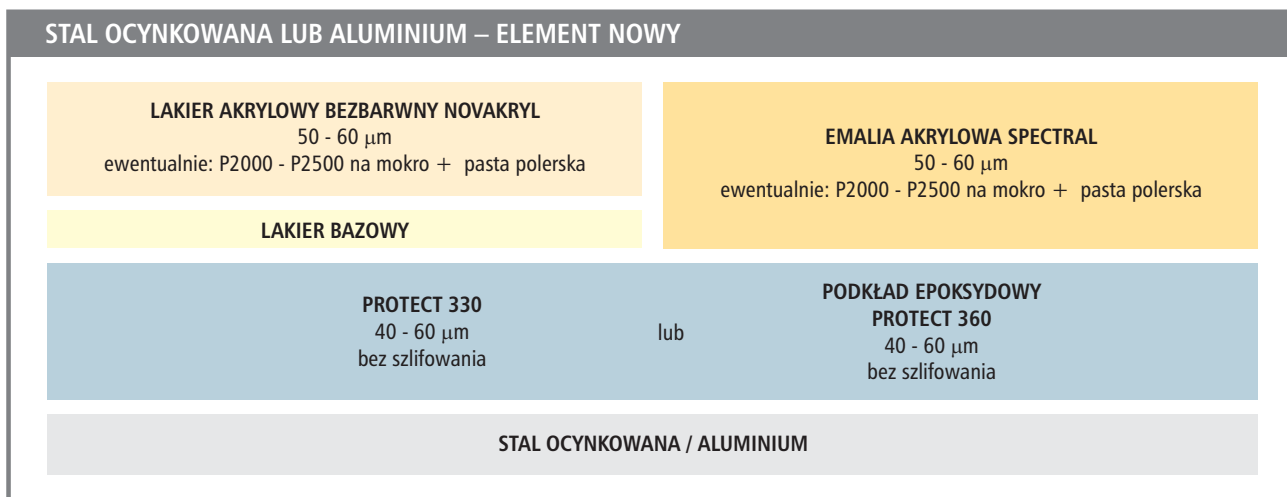 STAL OCYNKOWANA LUB ALUMINIUM – ELEMENT NOWY
LAKIER AKRYLOWY BEZBARWNY NOVAKRYL
50 - 60 μm
ewentualnie: P2000 - P2500 na mokro + pasta polerska
LAKIER BAZOWY
EMALIA AKRYLOWA SPECTRAL
50 - 60 μm
ewentualnie: P2000 - P2500 na mokro + pasta polerska
PROTECT 330
40 - 60 μm
bez szlifowania
lub
PODKŁAD EPOKSYDOWY
PROTECT 360
40 - 60 μm
bez szlifowania
STAL OCYNKOWANA / ALUMINIUM